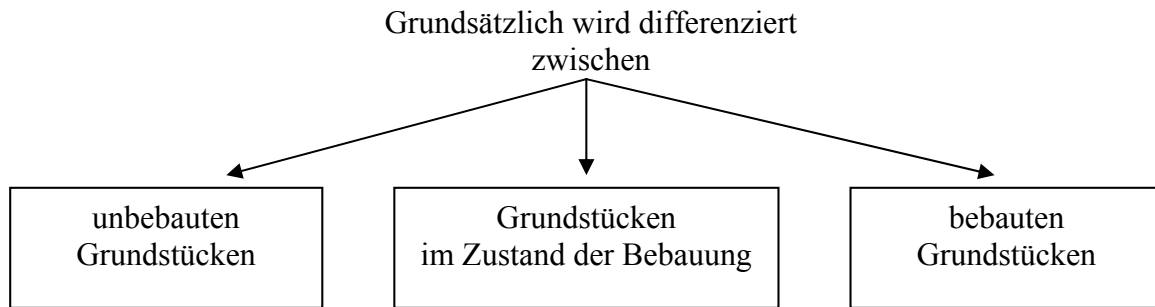 Grundsätzlich wird differenziert
zwischen
unbebauten
Grundstücken
Grundstücken
im Zustand der Bebauung
bebauten
Grundstücken